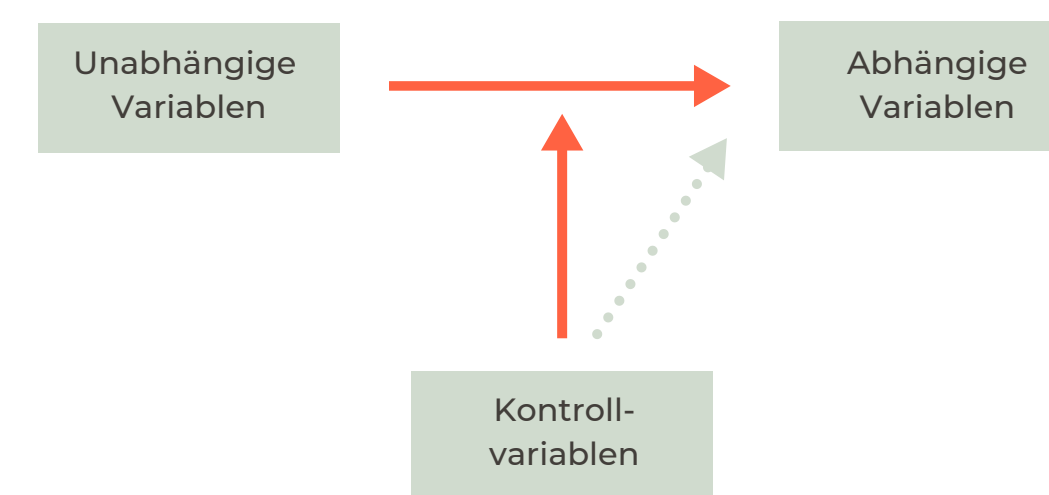 Unabhängige
Variablen
Abhängige
Variablen
Kontroll-
variablen